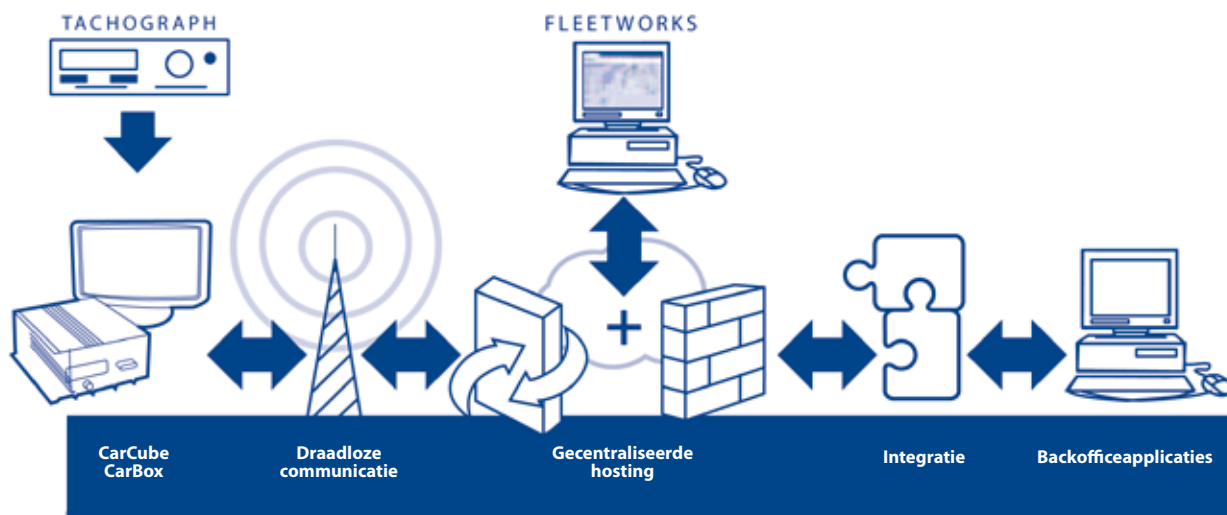 TACHOGRAPH
FLEETWORKS
+
CarCube
CarBox
Draadloze
communicatie
Gecentraliseerde
hosting
Integratie
Backofficeapplicaties